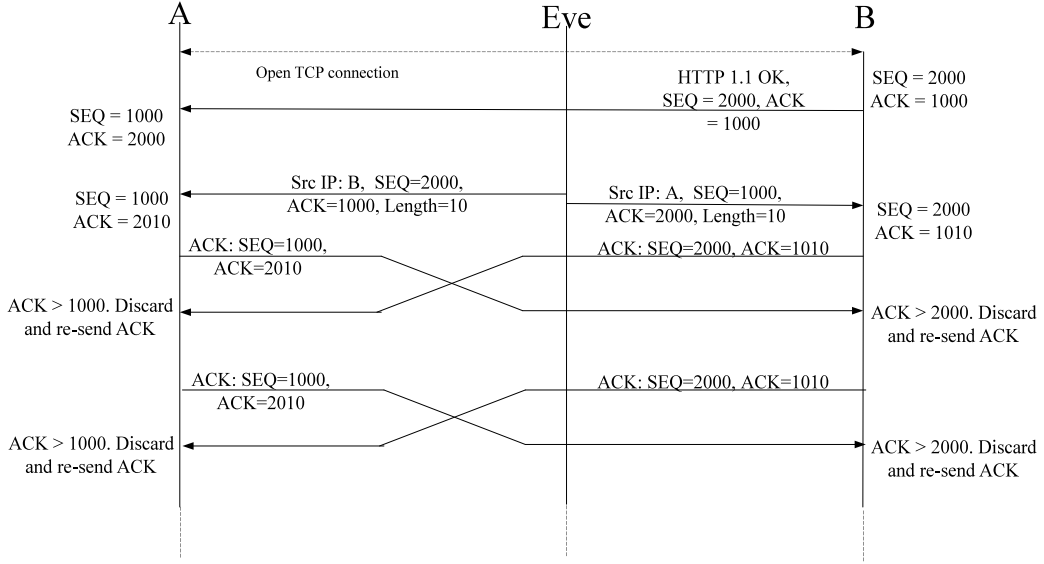 A
Eve
B
Open TCP connection
HTTP 1.1 OK,
SEQ = 2000, ACK
= 1000
SEQ = 2000
ACK = 1000
SEQ = 1000
ACK = 2000
Src IP: B,  SEQ=2000,
ACK=1000, Length=10
Src IP: A,  SEQ=1000,
ACK=2000, Length=10
SEQ = 1000
ACK = 2010
SEQ = 2000
ACK = 1010
ACK: SEQ=1000,
ACK=2010
ACK: SEQ=2000, ACK=1010
ACK > 1000. Discard
and re-send ACK
ACK > 2000. Discard
and re-send ACK
ACK: SEQ=1000,
ACK=2010
ACK: SEQ=2000, ACK=1010
ACK > 1000. Discard
and re-send ACK
ACK > 2000. Discard
and re-send ACK